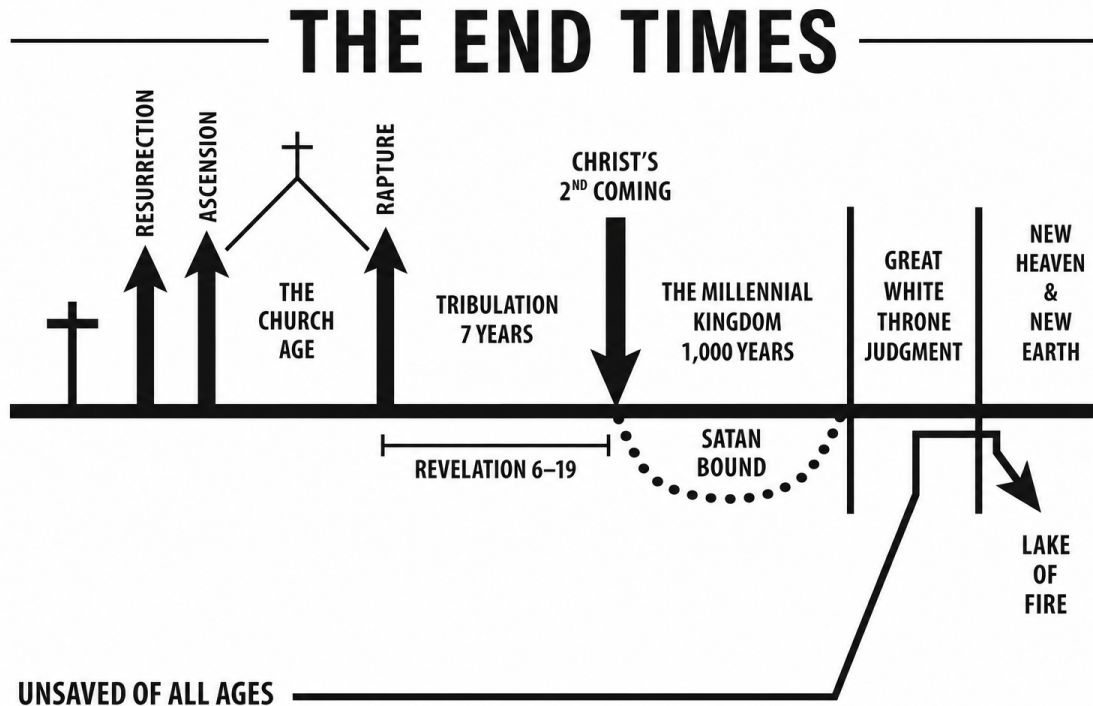 THE END TIMES
RESURRECTION
ASCENSION
RAPTURE
CHRIST'S
2ND COMING
THE
CHURCH
AGE
TRIBULATION
7 YEARS
THE MILLENNIAL
KINGDOM
1,000 YEARS
GREAT
WHITE
THRONE
JUDGMENT
NEW
HEAVEN
&
NEW
EARTH
REVELATION 6–19
SATAN
BOUND
LAKE
OF
FIRE
UNSAVED OF ALL AGES